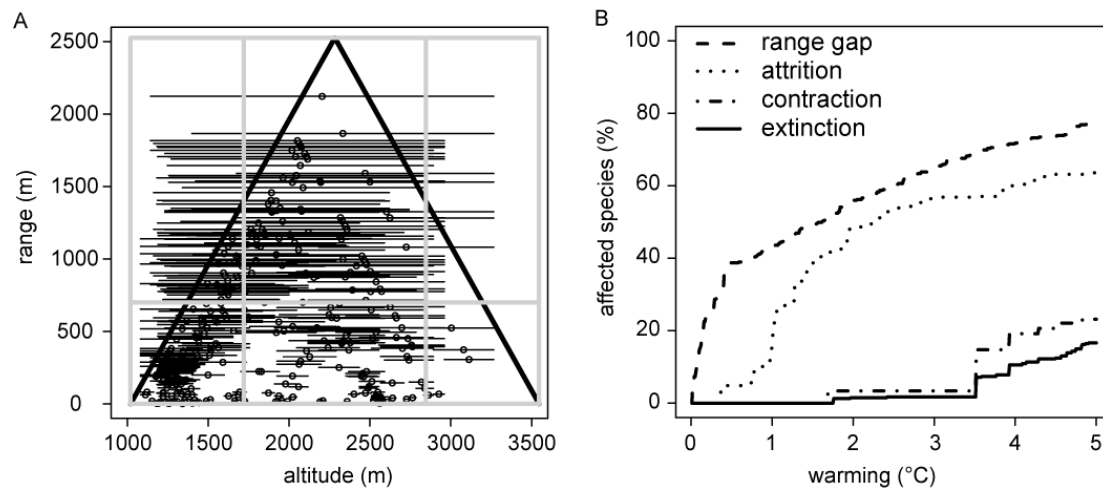 A
range (m)
2500
2000
1500
1000
500
0
1000 1500 2000 2500 3000 3500
altitude (m)
B
affected species (%)
100
80
60
40
20
0
range gap
attrition
contraction
extinction
0 1 2 3 4 5
warming (°C)